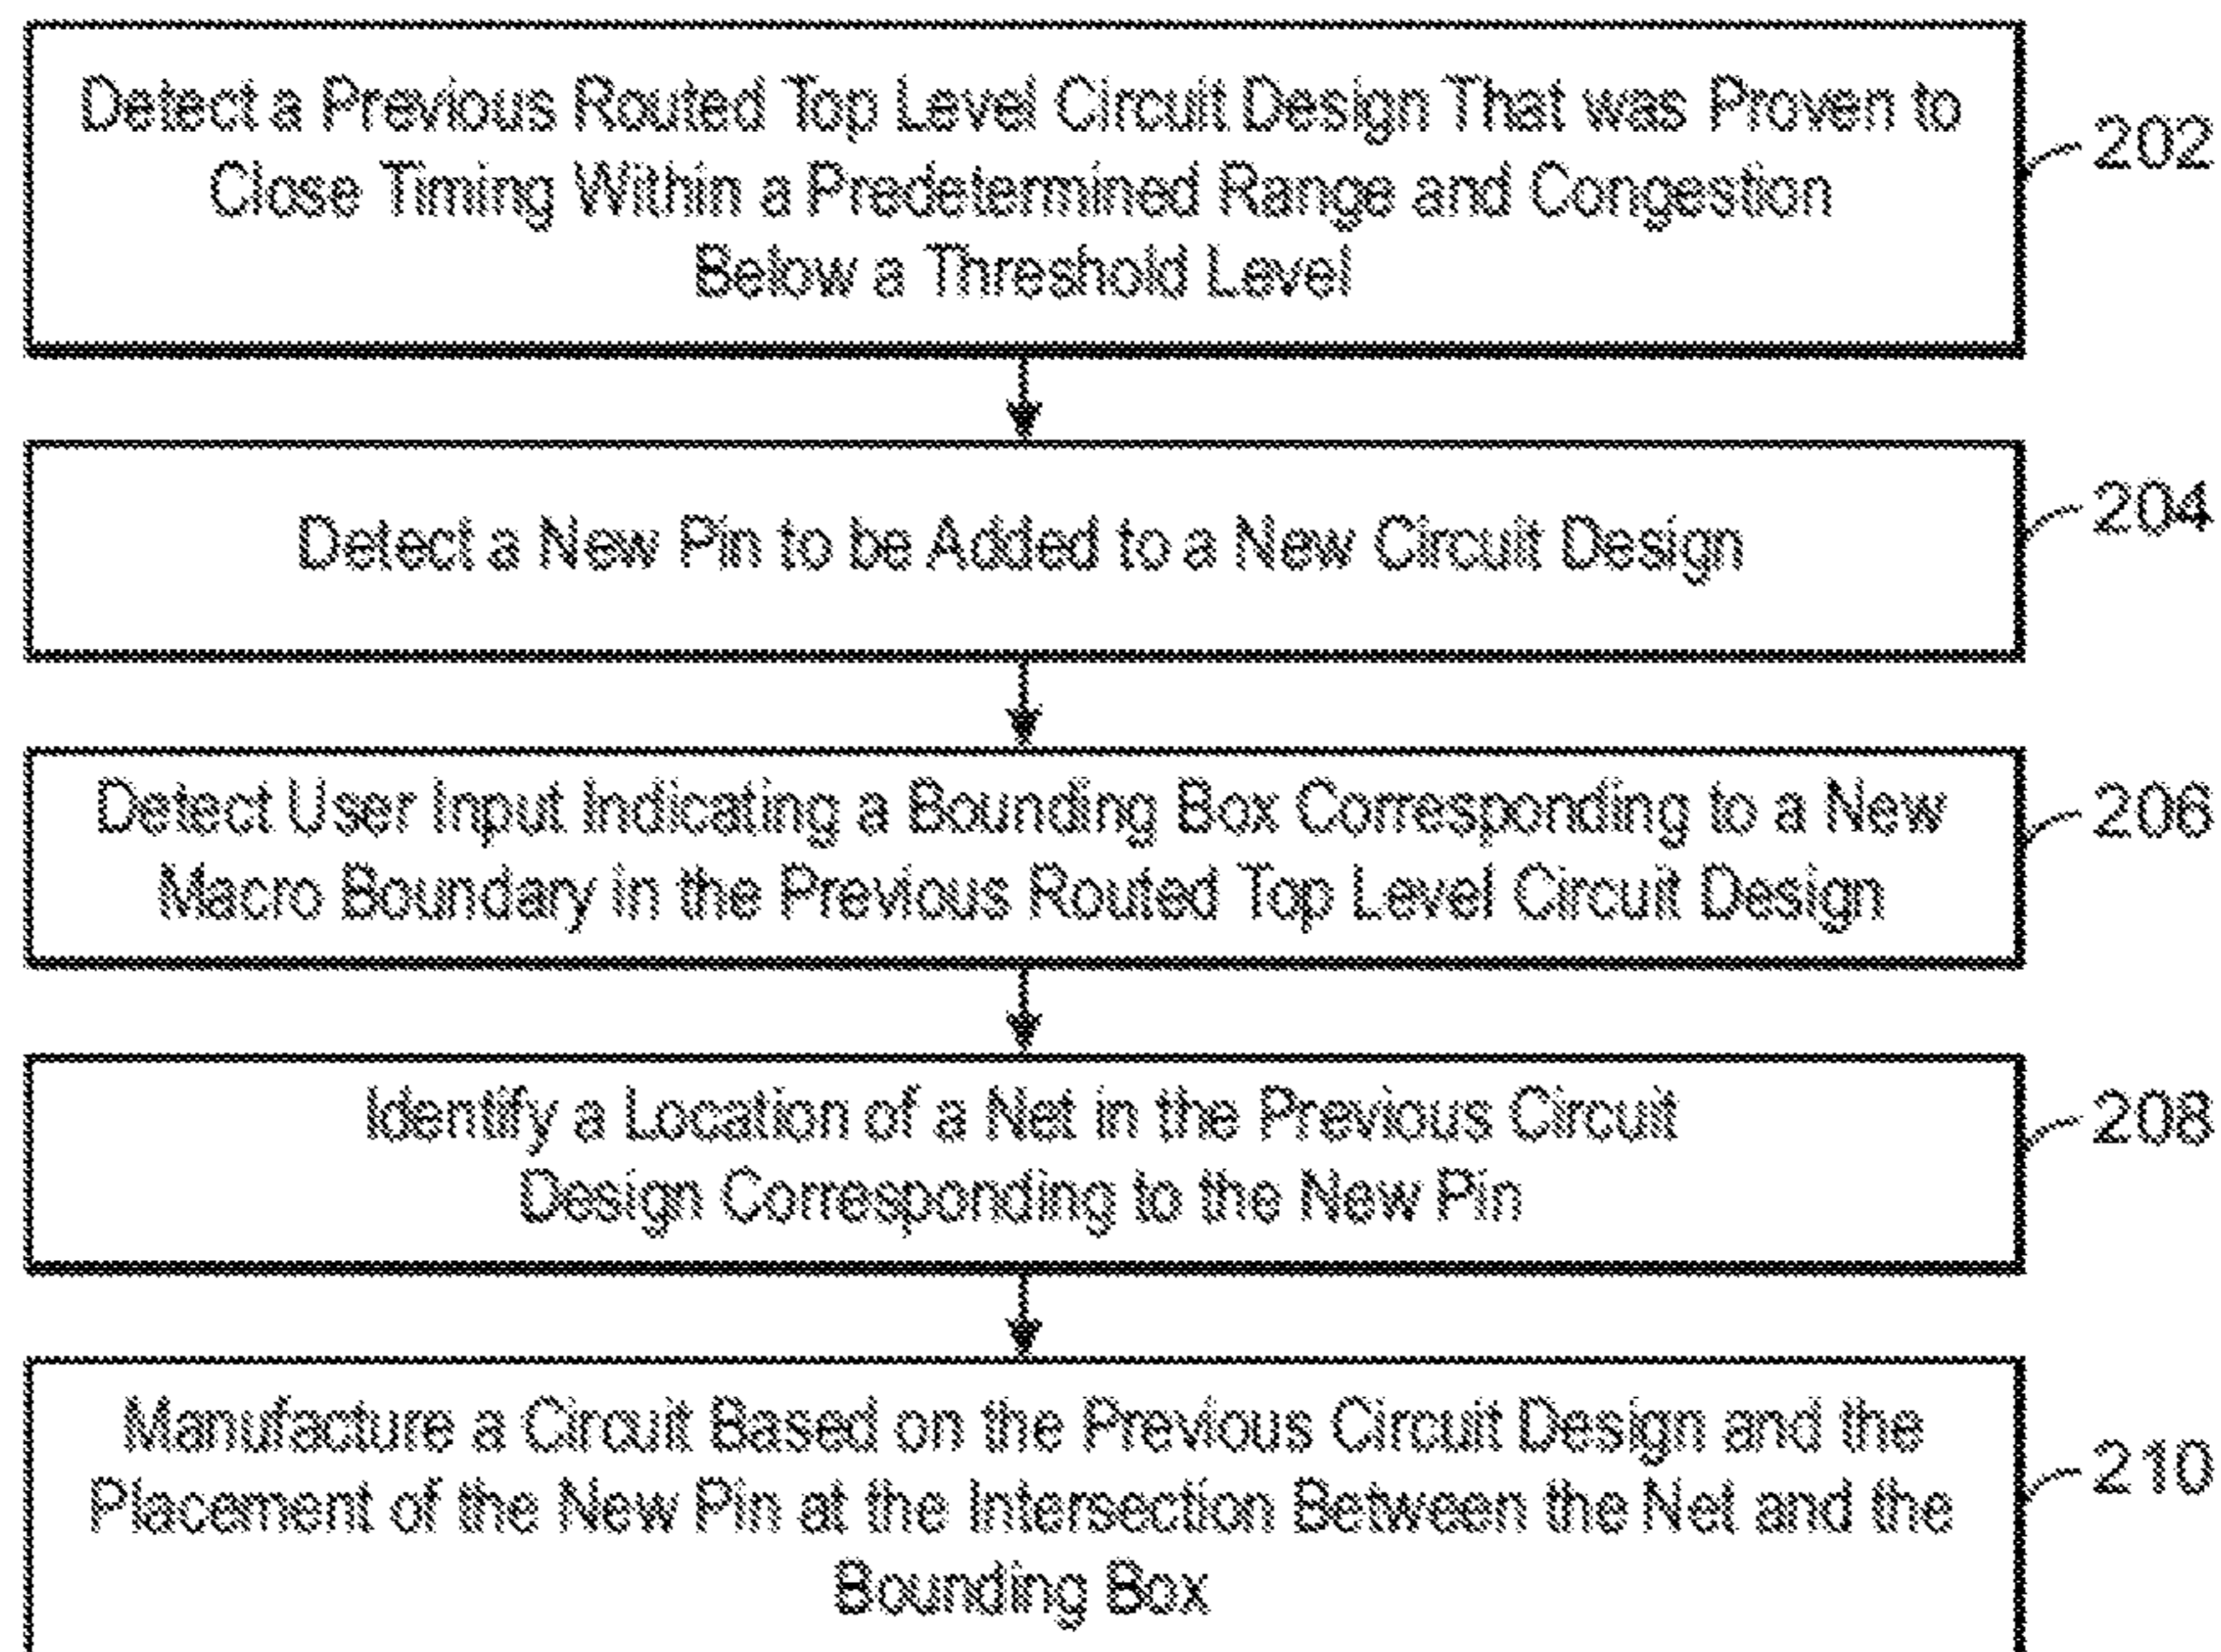 Detect a Previous Routed Top Level Circuit Design That was Proven to
Close Timing Within a Predetermined Range and Congestion
Below a Threshold Level
202
Detect a New Pin to be Added to a New Circuit Design
204
Detect User Input Indicating a Bounding Box Corresponding to a New
Macro Boundary in the Previous Routed Top Level Circuit Design
206
Identify a Location of a Net in the Previous Circuit
Design Corresponding to the New Pin
208
Manufacture a Circuit Based on the Previous Circuit Design and the
Placement of the New Pin at the Intersection Between the Net and the
Bounding Box
210